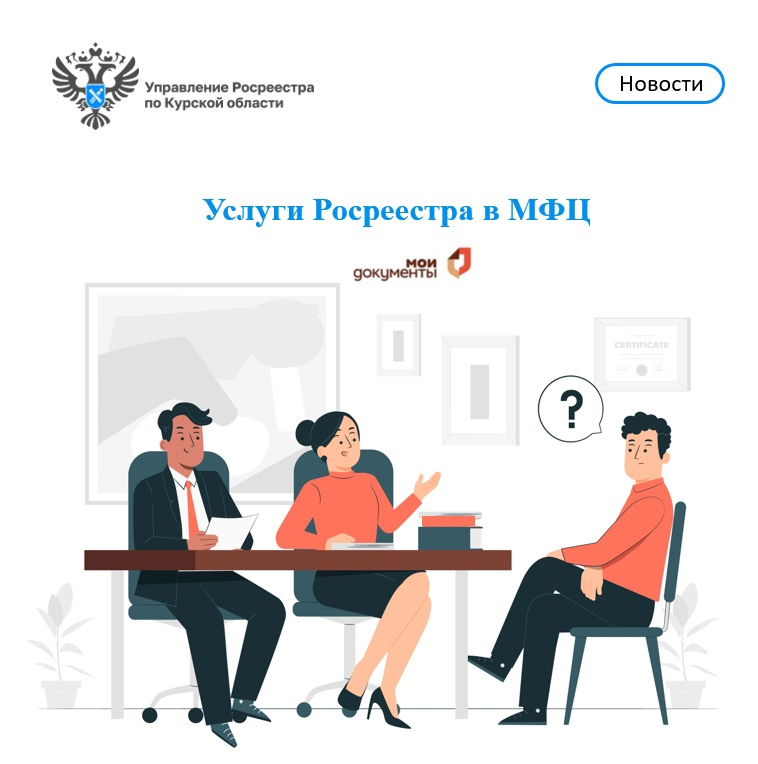 Управление Росреестра
по Курской области
Новости
Услуги Росреестра в МФЦ
мои
документы
CERTIFICATE
?